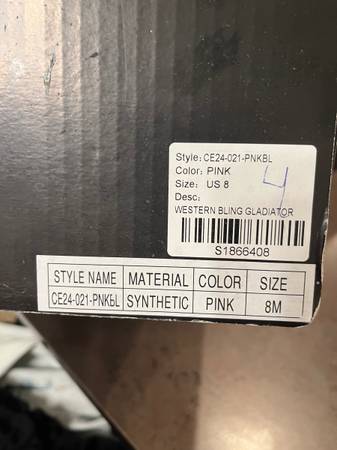 Style: CE24-021-PNKBL
Color: PINK
Size: US 8
4
Desc:
WESTERN BLING GLADIATOR
S1866408
STYLE NAME MATERIAL COLOR SIZE
CE24-021-PNKBL SYNTHETIC PINK 8M